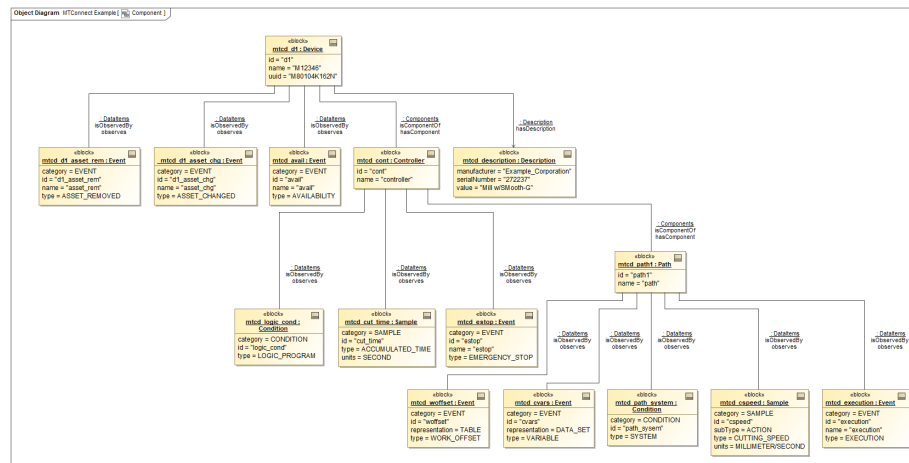 Object Diagram MTConnect Example [ Component ]
«block»
mtcd_d1 : Device
id = "d1"
name = "M12346"
uuid = "M80104K162N"
: DataItems
isObservedBy
observes
: DataItems
isObservedBy
observes
: DataItems
isObservedBy
observes
: Components
isComponentOf
hasComponent
: Description
hasDescription
«block»
mtcd_d1_asset_rem : Event
category = EVENT
id = "d1_asset_rem"
name = "asset_rem"
type = ASSET_REMOVED
«block»
mtcd_d1_asset_chg : Event
category = EVENT
id = "d1_asset_chg"
name = "asset_chg"
type = ASSET_CHANGED
«block»
mtcd_avail : Event
category = EVENT
id = "avail"
name = "avail"
type = AVAILABILITY
«block»
mtcd_cont : Controller
id = "cont"
name = "controller"
«block»
mtcd_description : Description
manufacturer = "Example_Corporation"
serialNumber = "272237"
value = "Mill w/SMooth-G"
: Components
isComponentOf
hasComponent
: DataItems
isObservedBy
observes
: DataItems
isObservedBy
observes
: DataItems
isObservedBy
observes
«block»
mtcd_path1 : Path
id = "path1"
name = "path"
«block»
mtcd_logic_cond :
Condition
category = CONDITION
id = "logic_cond"
type = LOGIC_PROGRAM
«block»
mtcd_cut_time : Sample
category = SAMPLE
id = "cut_time"
type = ACCUMULATED_TIME
units = SECOND
«block»
mtcd_estop : Event
category = EVENT
id = "estop"
name = "estop"
type = EMERGENCY_STOP
: DataItems
isObservedBy
observes
: DataItems
isObservedBy
observes
: DataItems
isObservedBy
observes
: DataItems
isObservedBy
observes
: DataItems
isObservedBy
observes
«block»
mtcd_woffset : Event
category = EVENT
id = "woffset"
representation = TABLE
type = WORK_OFFSET
«block»
mtcd_cvars : Event
category = EVENT
id = "cvars"
representation = DATA_SET
type = VARIABLE
«block»
mtcd_path_system :
Condition
category = CONDITION
id = "path_sysem"
type = SYSTEM
«block»
mtcd_cspeed : Sample
category = SAMPLE
id = "cspeed"
subType = ACTION
type = CUTTING_SPEED
units = MILLIMETER/SECOND
«block»
mtcd_execution : Event
category = EVENT
id = "execution"
name = "execution"
type = EXECUTION